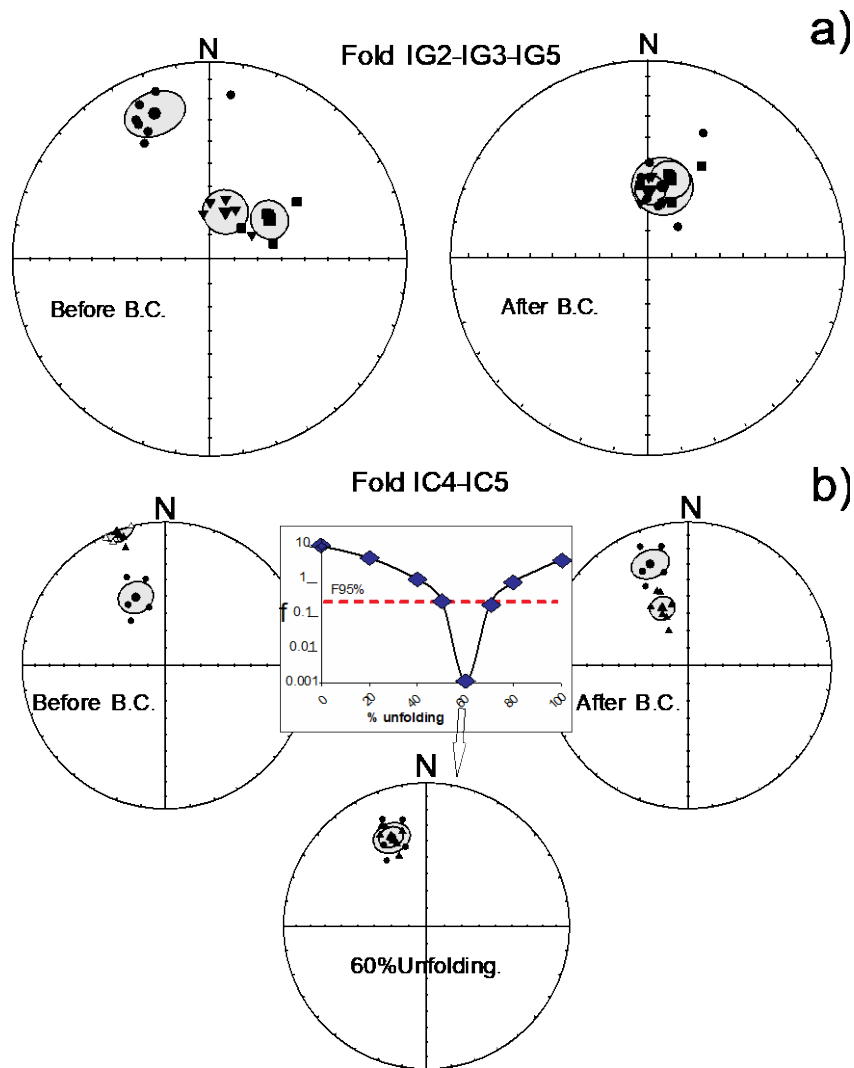 a)
Fold IG2-IG3-IG5
N
N
Before B.C.
After B.C.
b)
Fold IC4-IC5
N
N
10
1
F95%
f
0.1
0.01
0.001
0
20
40
60
80
100
% unfolding
Before B.C.
After B.C.
N
60%Unfolding.